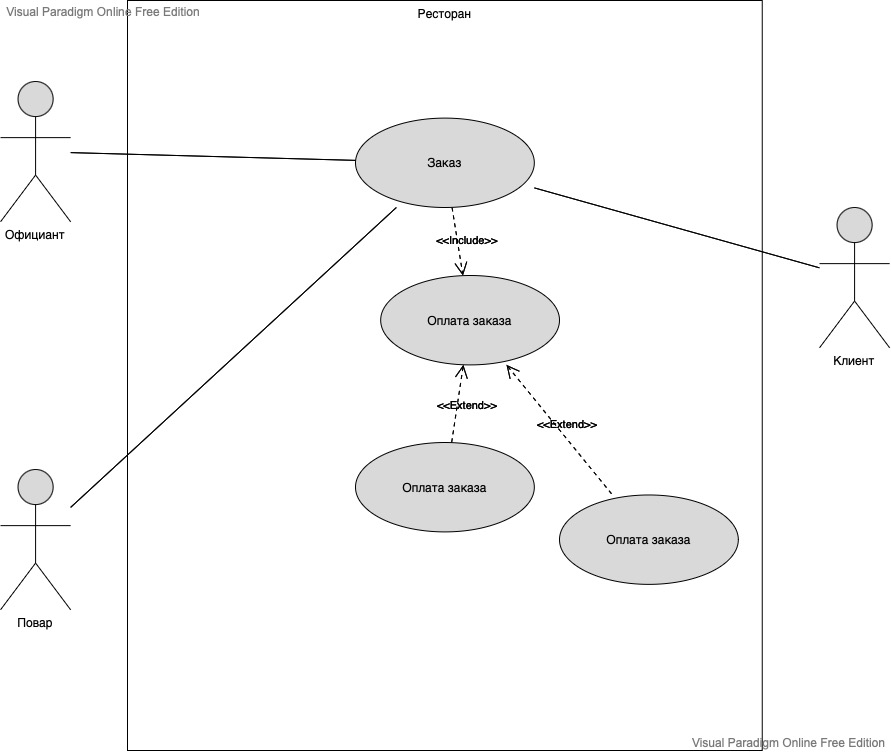 Visual Paradigm Online Free Edition
Ресторан
Заказ
Официант
<<Include>>
Оплата заказа
Клиент
<<Extend>>
<<Extend>>
Оплата заказа
Оплата заказа
Повар
Visual Paradigm Online Free Edition